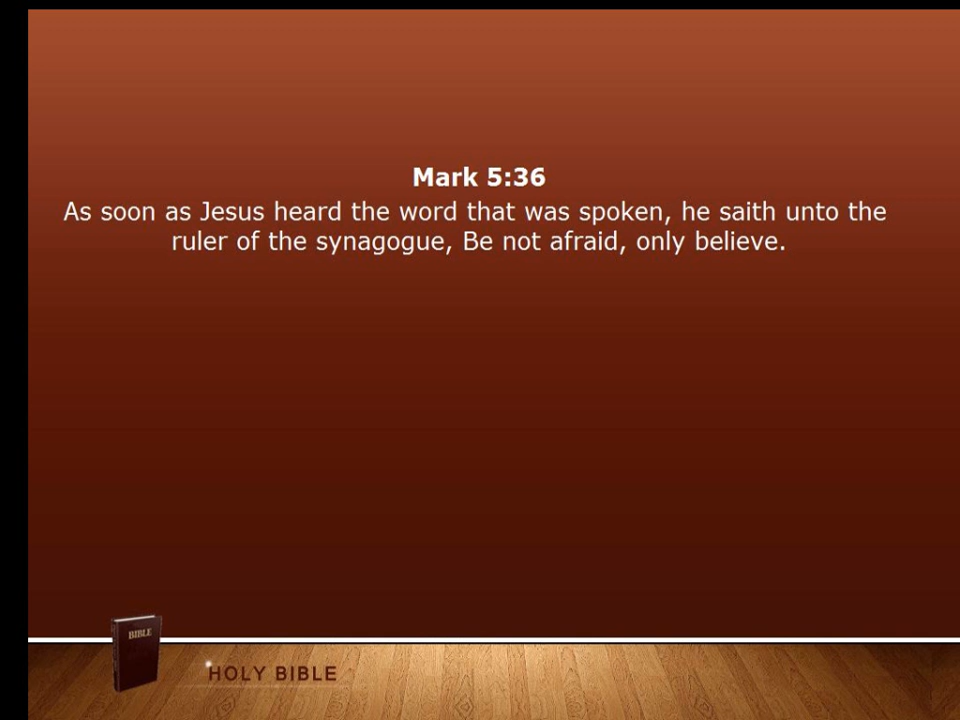 Mark 5:36
As soon as Jesus heard the word that was spoken, he saith unto the
ruler of the synagogue, Be not afraid, only believe.
BIBLE
HOLY BIBLE